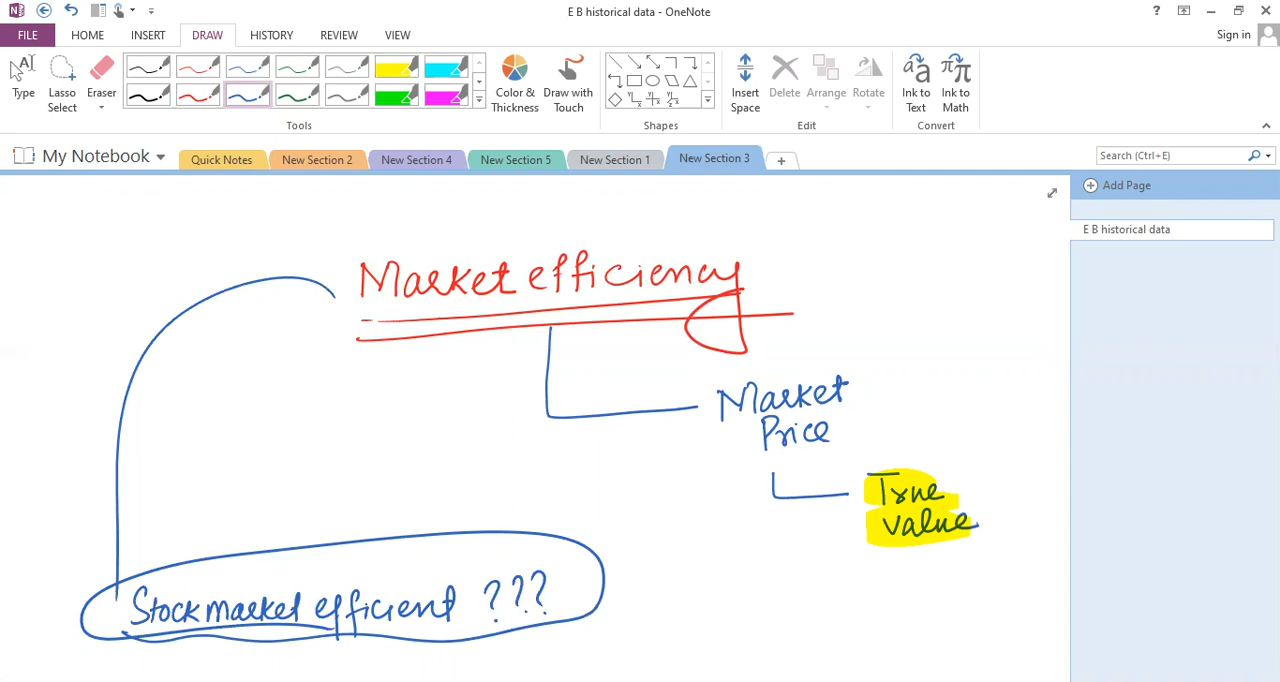 E B historical data - OneNote
?
FILE HOME INSERT DRAW HISTORY REVIEW VIEW
Sign in
Type
Lasso Select
Eraser
Color & Thickness
Draw with Touch
Insert Space
Delete
Arrange
Rotate
Ink to Text
Ink to Math
Tools
Shapes
Edit
Convert
My Notebook
Quick Notes
New Section 2
New Section 4
New Section 5
New Section 1
New Section 3
Search (Ctrl+E)
Add Page
E B historical data
Market efficiency
Market
Price
True
value
Stock market efficient ???